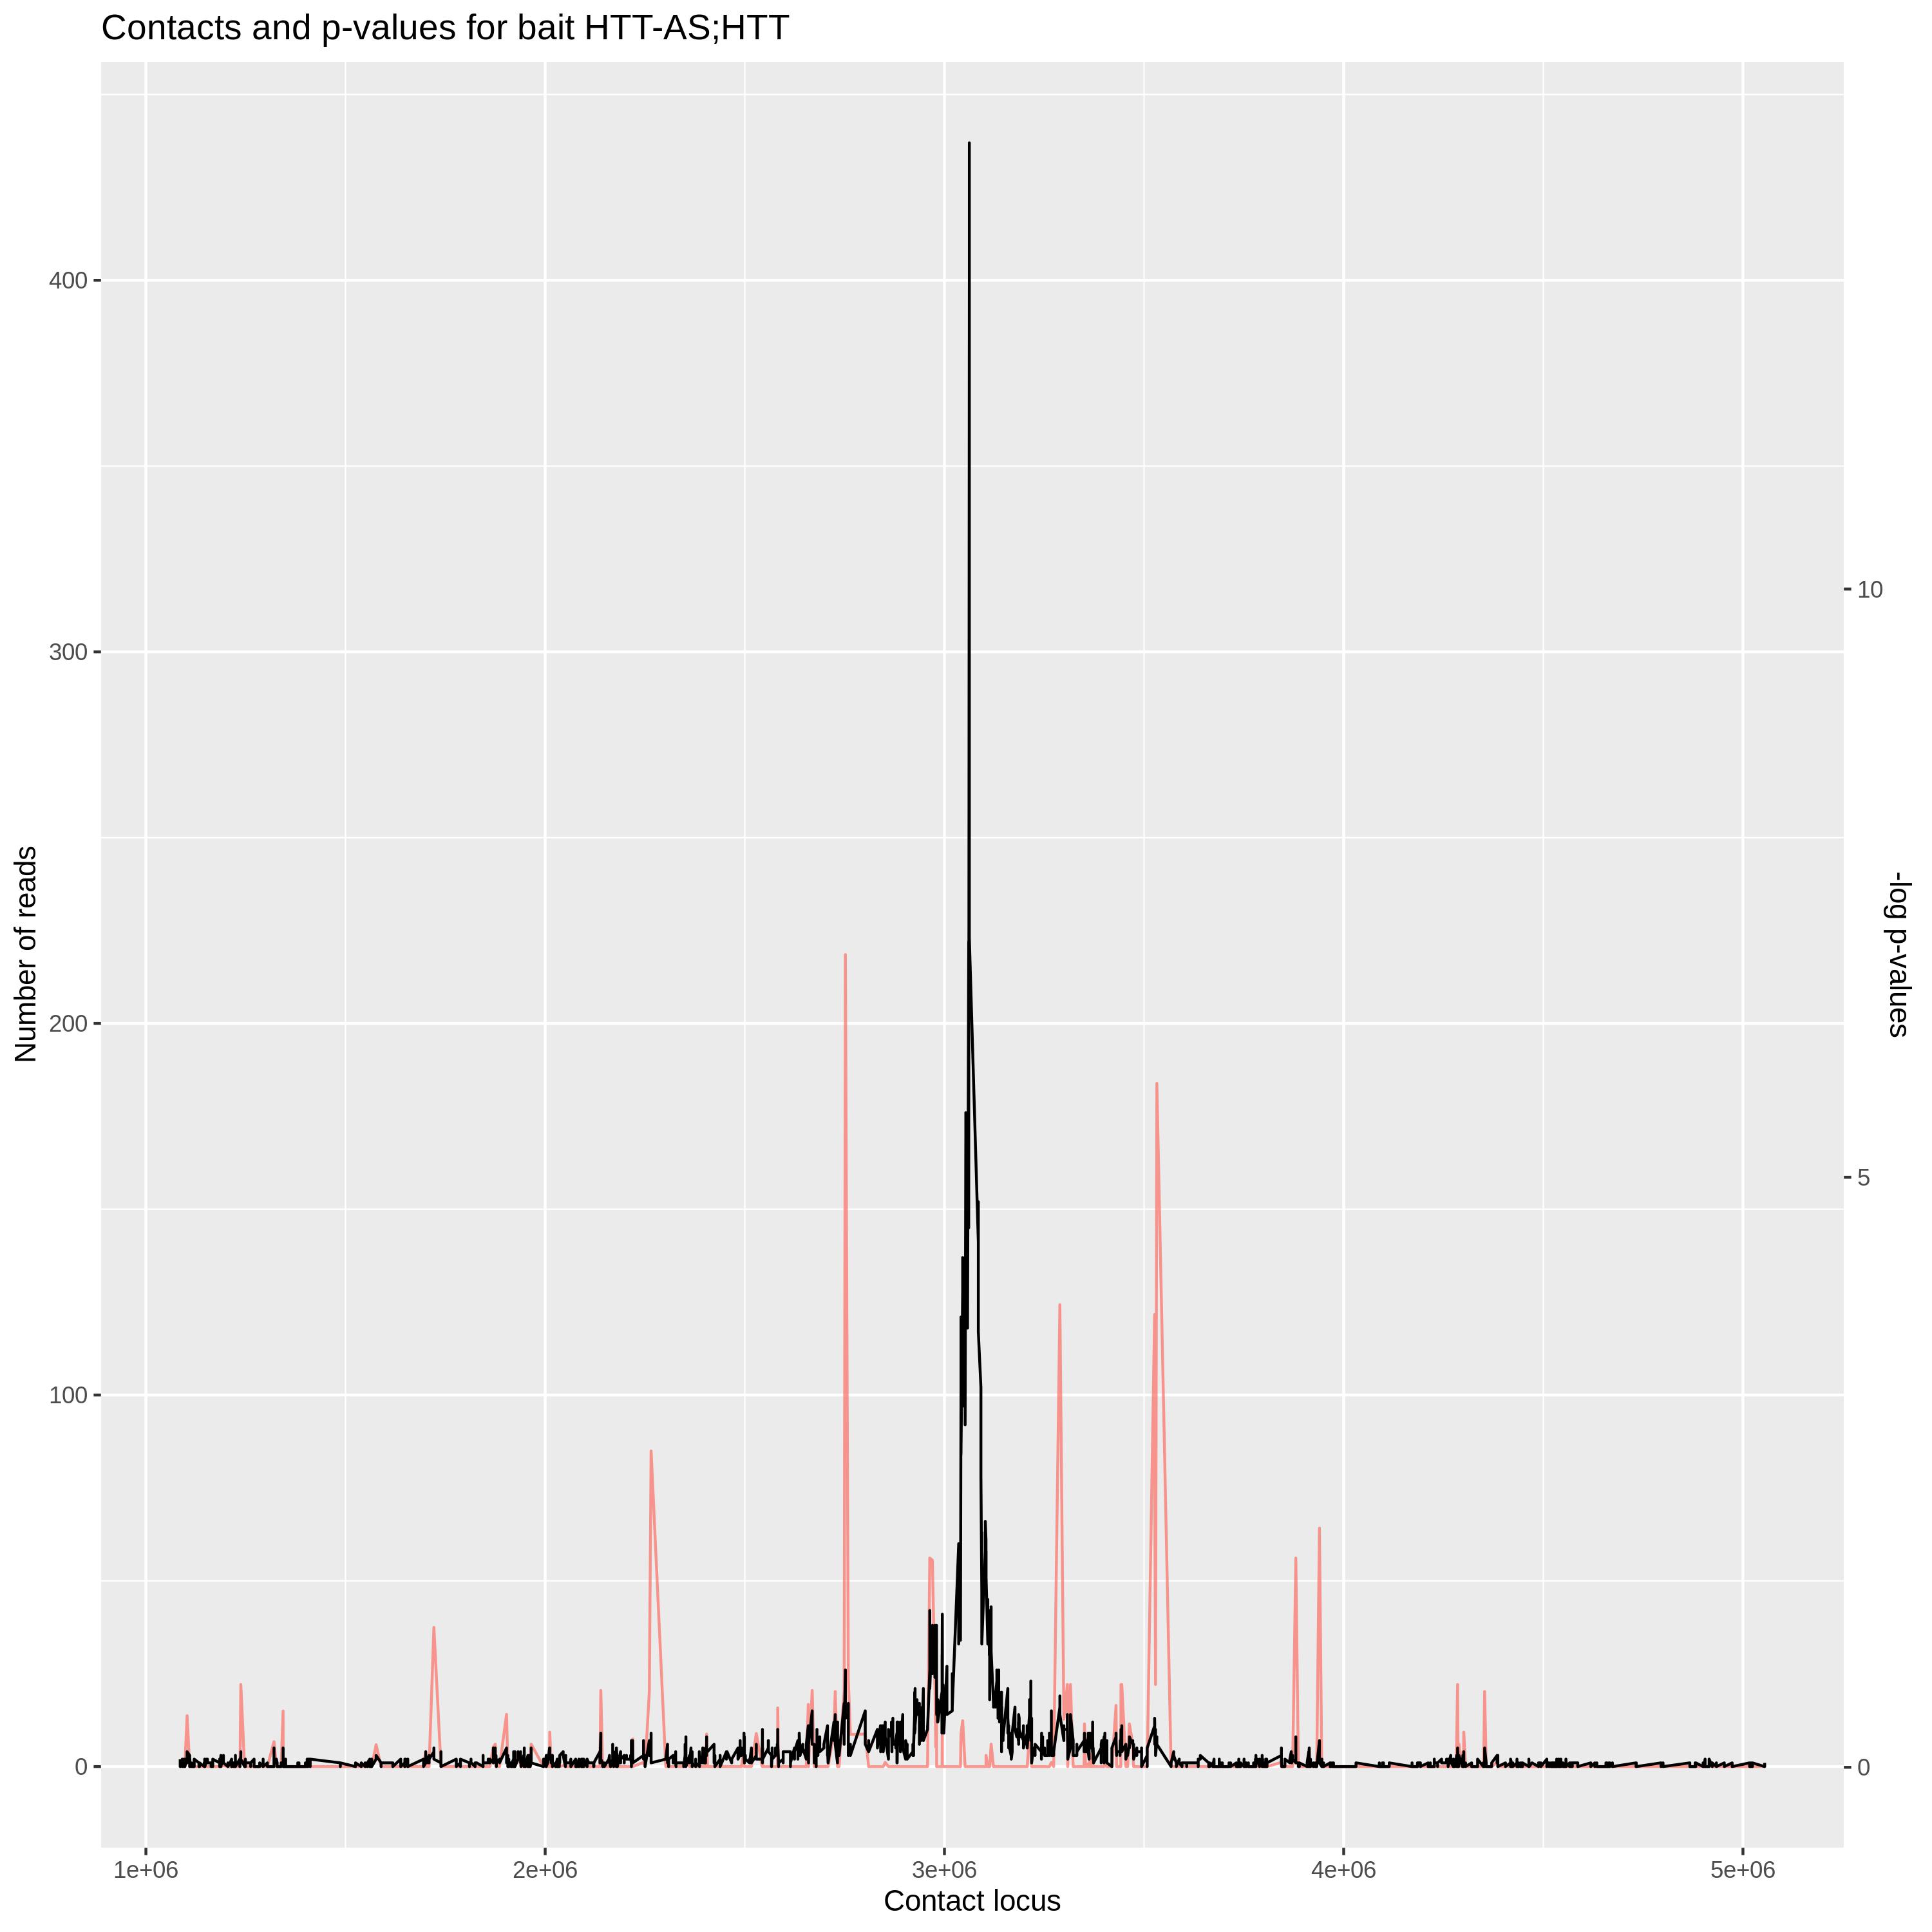 Contacts and p-values for bait HTT-AS;HTT
Number of reads
400
300
200
100
0
10
5
0
-log p-values
1e+06
2e+06
3e+06
4e+06
5e+06
Contact locus